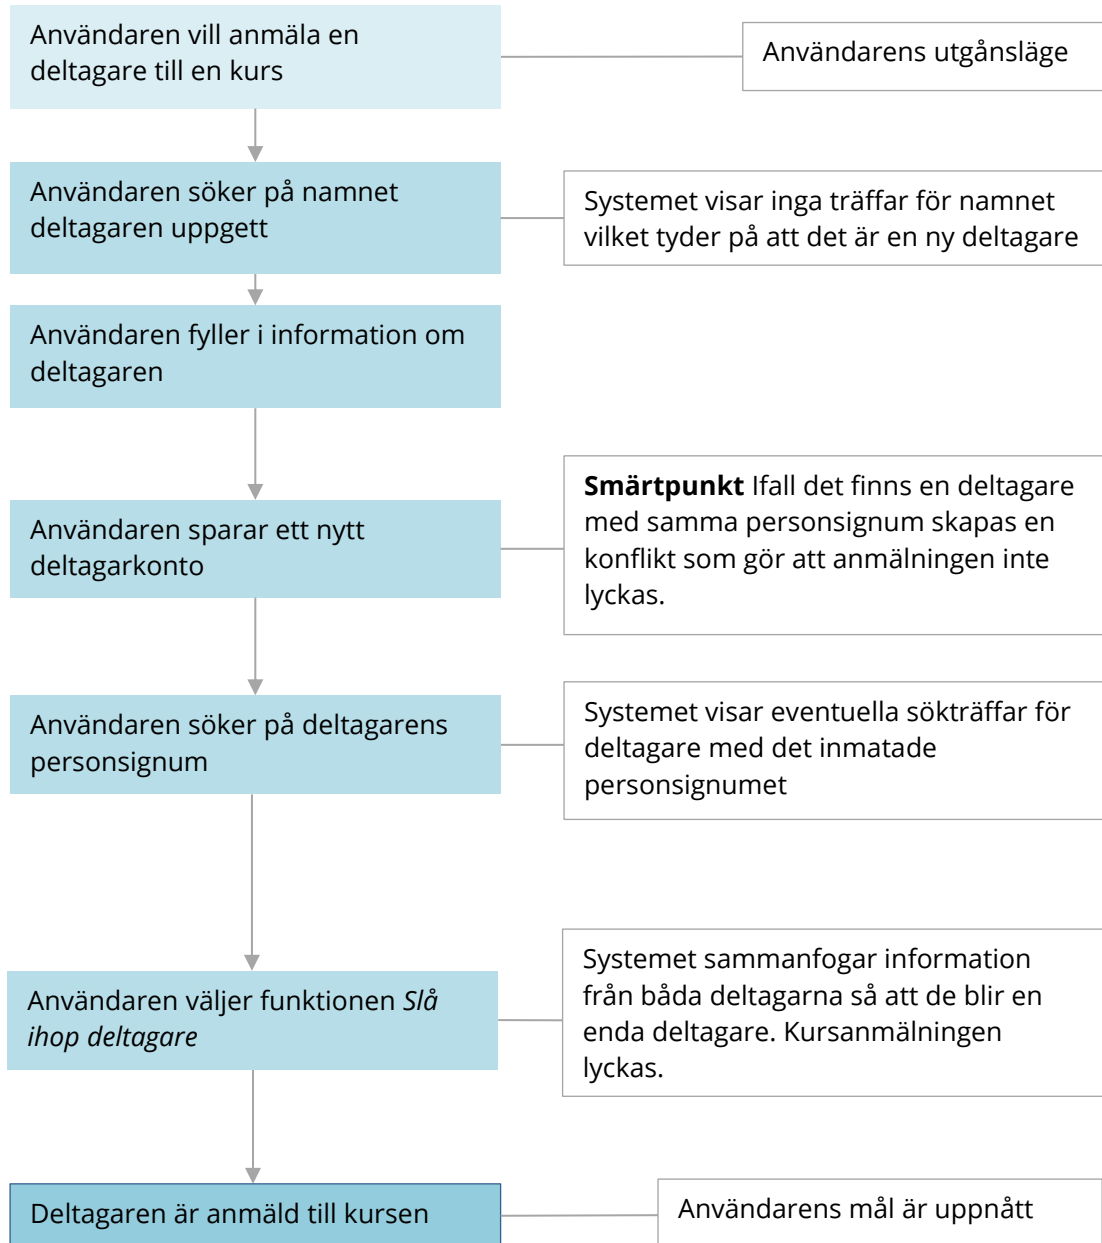 Användaren vill anmäla en
deltagare till en kurs
Användarens utgånsläge
Användaren söker på namnet
deltagaren uppgett
Systemet visar inga träffar för namnet
vilket tyder på att det är en ny deltagare
Användaren fyller i information om
deltagaren
Användaren sparar ett nytt
deltagarkonto
Smärtpunkt Ifall det finns en deltagare
med samma personsignum skapas en
konflikt som gör att anmälningen inte
lyckas.
Användaren söker på deltagarens
personsignum
Systemet visar eventuella sökträffar för
deltagare med det inmatade
personsignumet
Användaren väljer funktionen Slå
ihop deltagare
Systemet sammanfogar information
från båda deltagarna så att de blir en
enda deltagare. Kursanmälningen
lyckas.
Deltagaren är anmäld till kursen
Användarens mål är uppnått